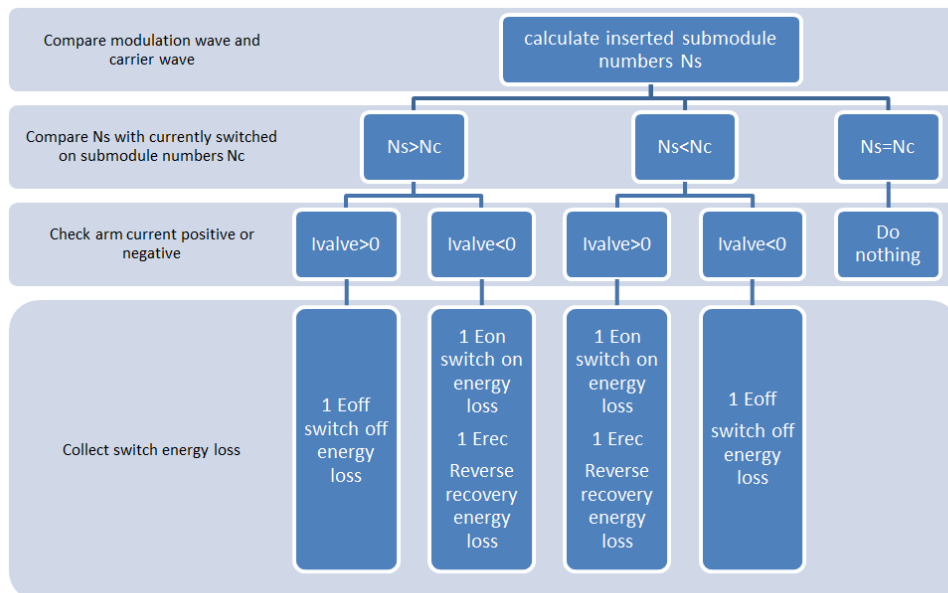 Compare modulation wave and
carrier wave
calculate inserted submodule
numbers Ns
Compare Ns with currently switched
on submodule numbers Nc
Ns>Nc
Ns<Nc
Ns=Nc
Check arm current positive or
negative
Ivalve>0
Ivalve<0
Ivalve>0
Ivalve<0
Do
nothing
Collect switch energy loss
1 Eoff
switch off
energy
loss
1 Eon
switch on
energy
loss
1 Erec
Reverse
recovery
energy
loss
1 Eon
switch on
energy
loss
1 Erec
Reverse
recovery
energy
loss
1 Eoff
switch off
energy
loss